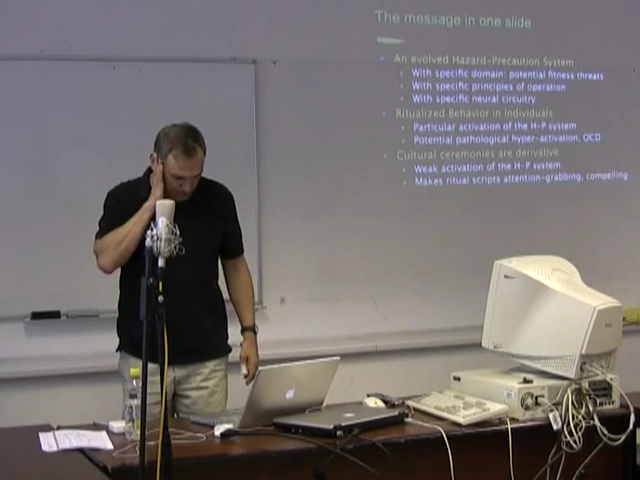 The message in one slide
An evolved Hazard-Precaution System
With specific domain: potential fitness threats
With specific principles of operation
With specific neural circuitry
Ritualized Behavior in Individuals
Particular activation of the H-P system
Potential pathological hyper-activation, OCD
Cultural ceremonies are derivative
Weak activation of the H-P system
Makes ritual scripts attention-grabbing, compelling